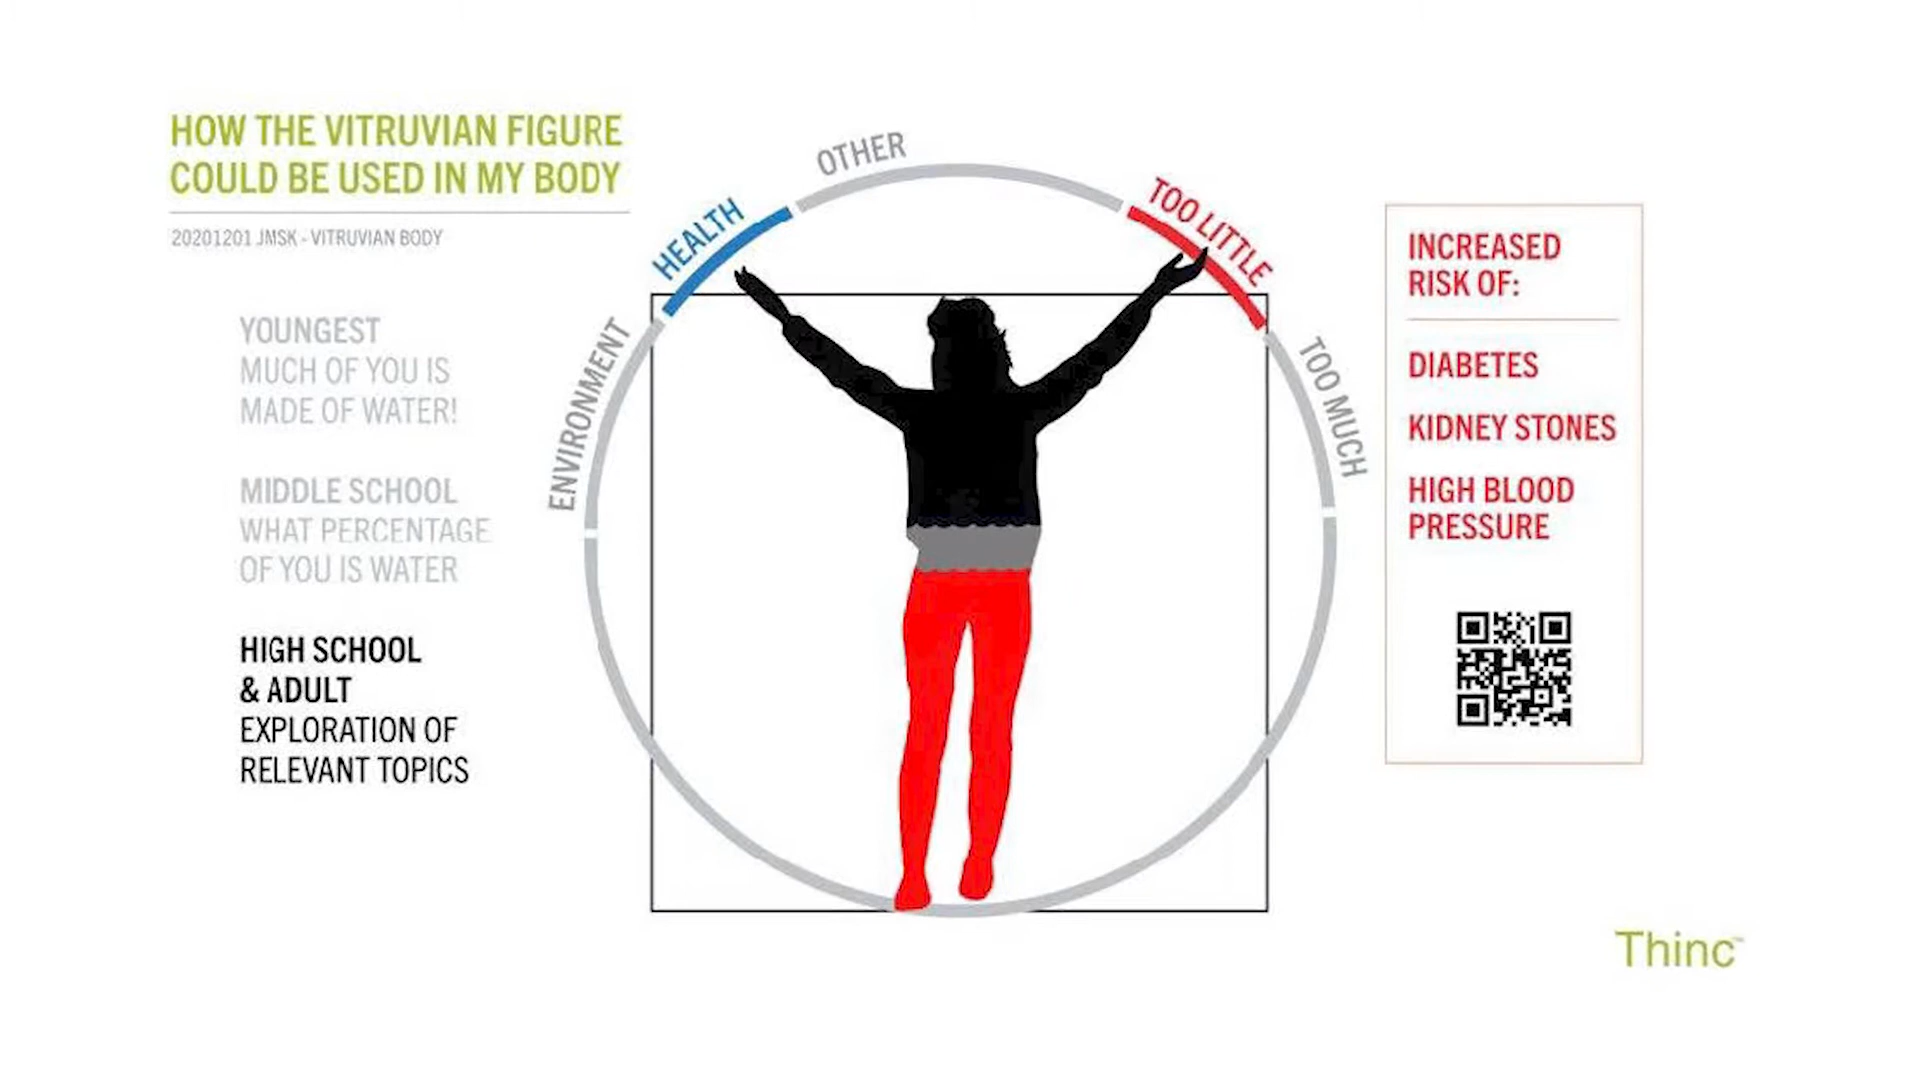 HOW THE VITRUVIAN FIGURE
COULD BE USED IN MY BODY
20201201 JMSK - VITRUVIAN BODY
YOUNGEST
MUCH OF YOU IS
MADE OF WATER!
MIDDLE SCHOOL
WHAT PERCENTAGE
OF YOU IS WATER
HIGH SCHOOL
& ADULT
EXPLORATION OF
RELEVANT TOPICS
ENVIRONMENT
HEALTH
OTHER
TOO LITTLE
TOO MUCH
INCREASED
RISK OF:
DIABETES
KIDNEY STONES
HIGH BLOOD
PRESSURE
Thinc™